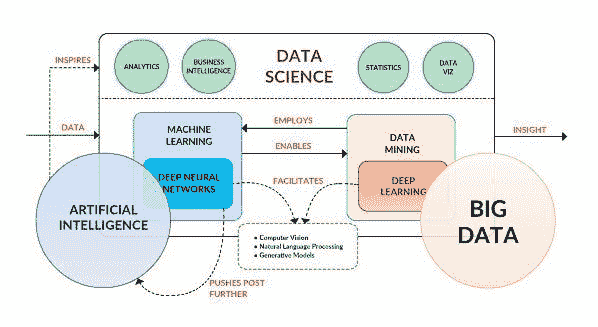 INSPIRES
ANALYTICS
BUSINESS
INTELLIGENCE
DATA
SCIENCE
STATISTICS
DATA
VIZ
DATA
MACHINE
LEARNING
EMPLOYS
ENABLES
DATA
MINING
INSIGHT
DEEP NEURAL
NETWORKS
FACILITATES
DEEP
LEARNING
ARTIFICIAL
INTELLIGENCE
BIG
DATA
• Computer Vision
• Natural Language Processing
• Generative Models
PUSHES POST
FURTHER